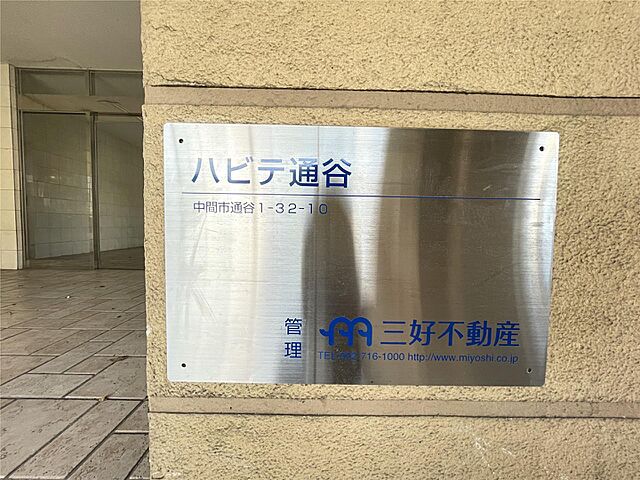 ハビテ通谷
中間市通谷1-32-10
管理
三好不動産
TEL 092-716-1000 http://www.miyoshi.co.jp